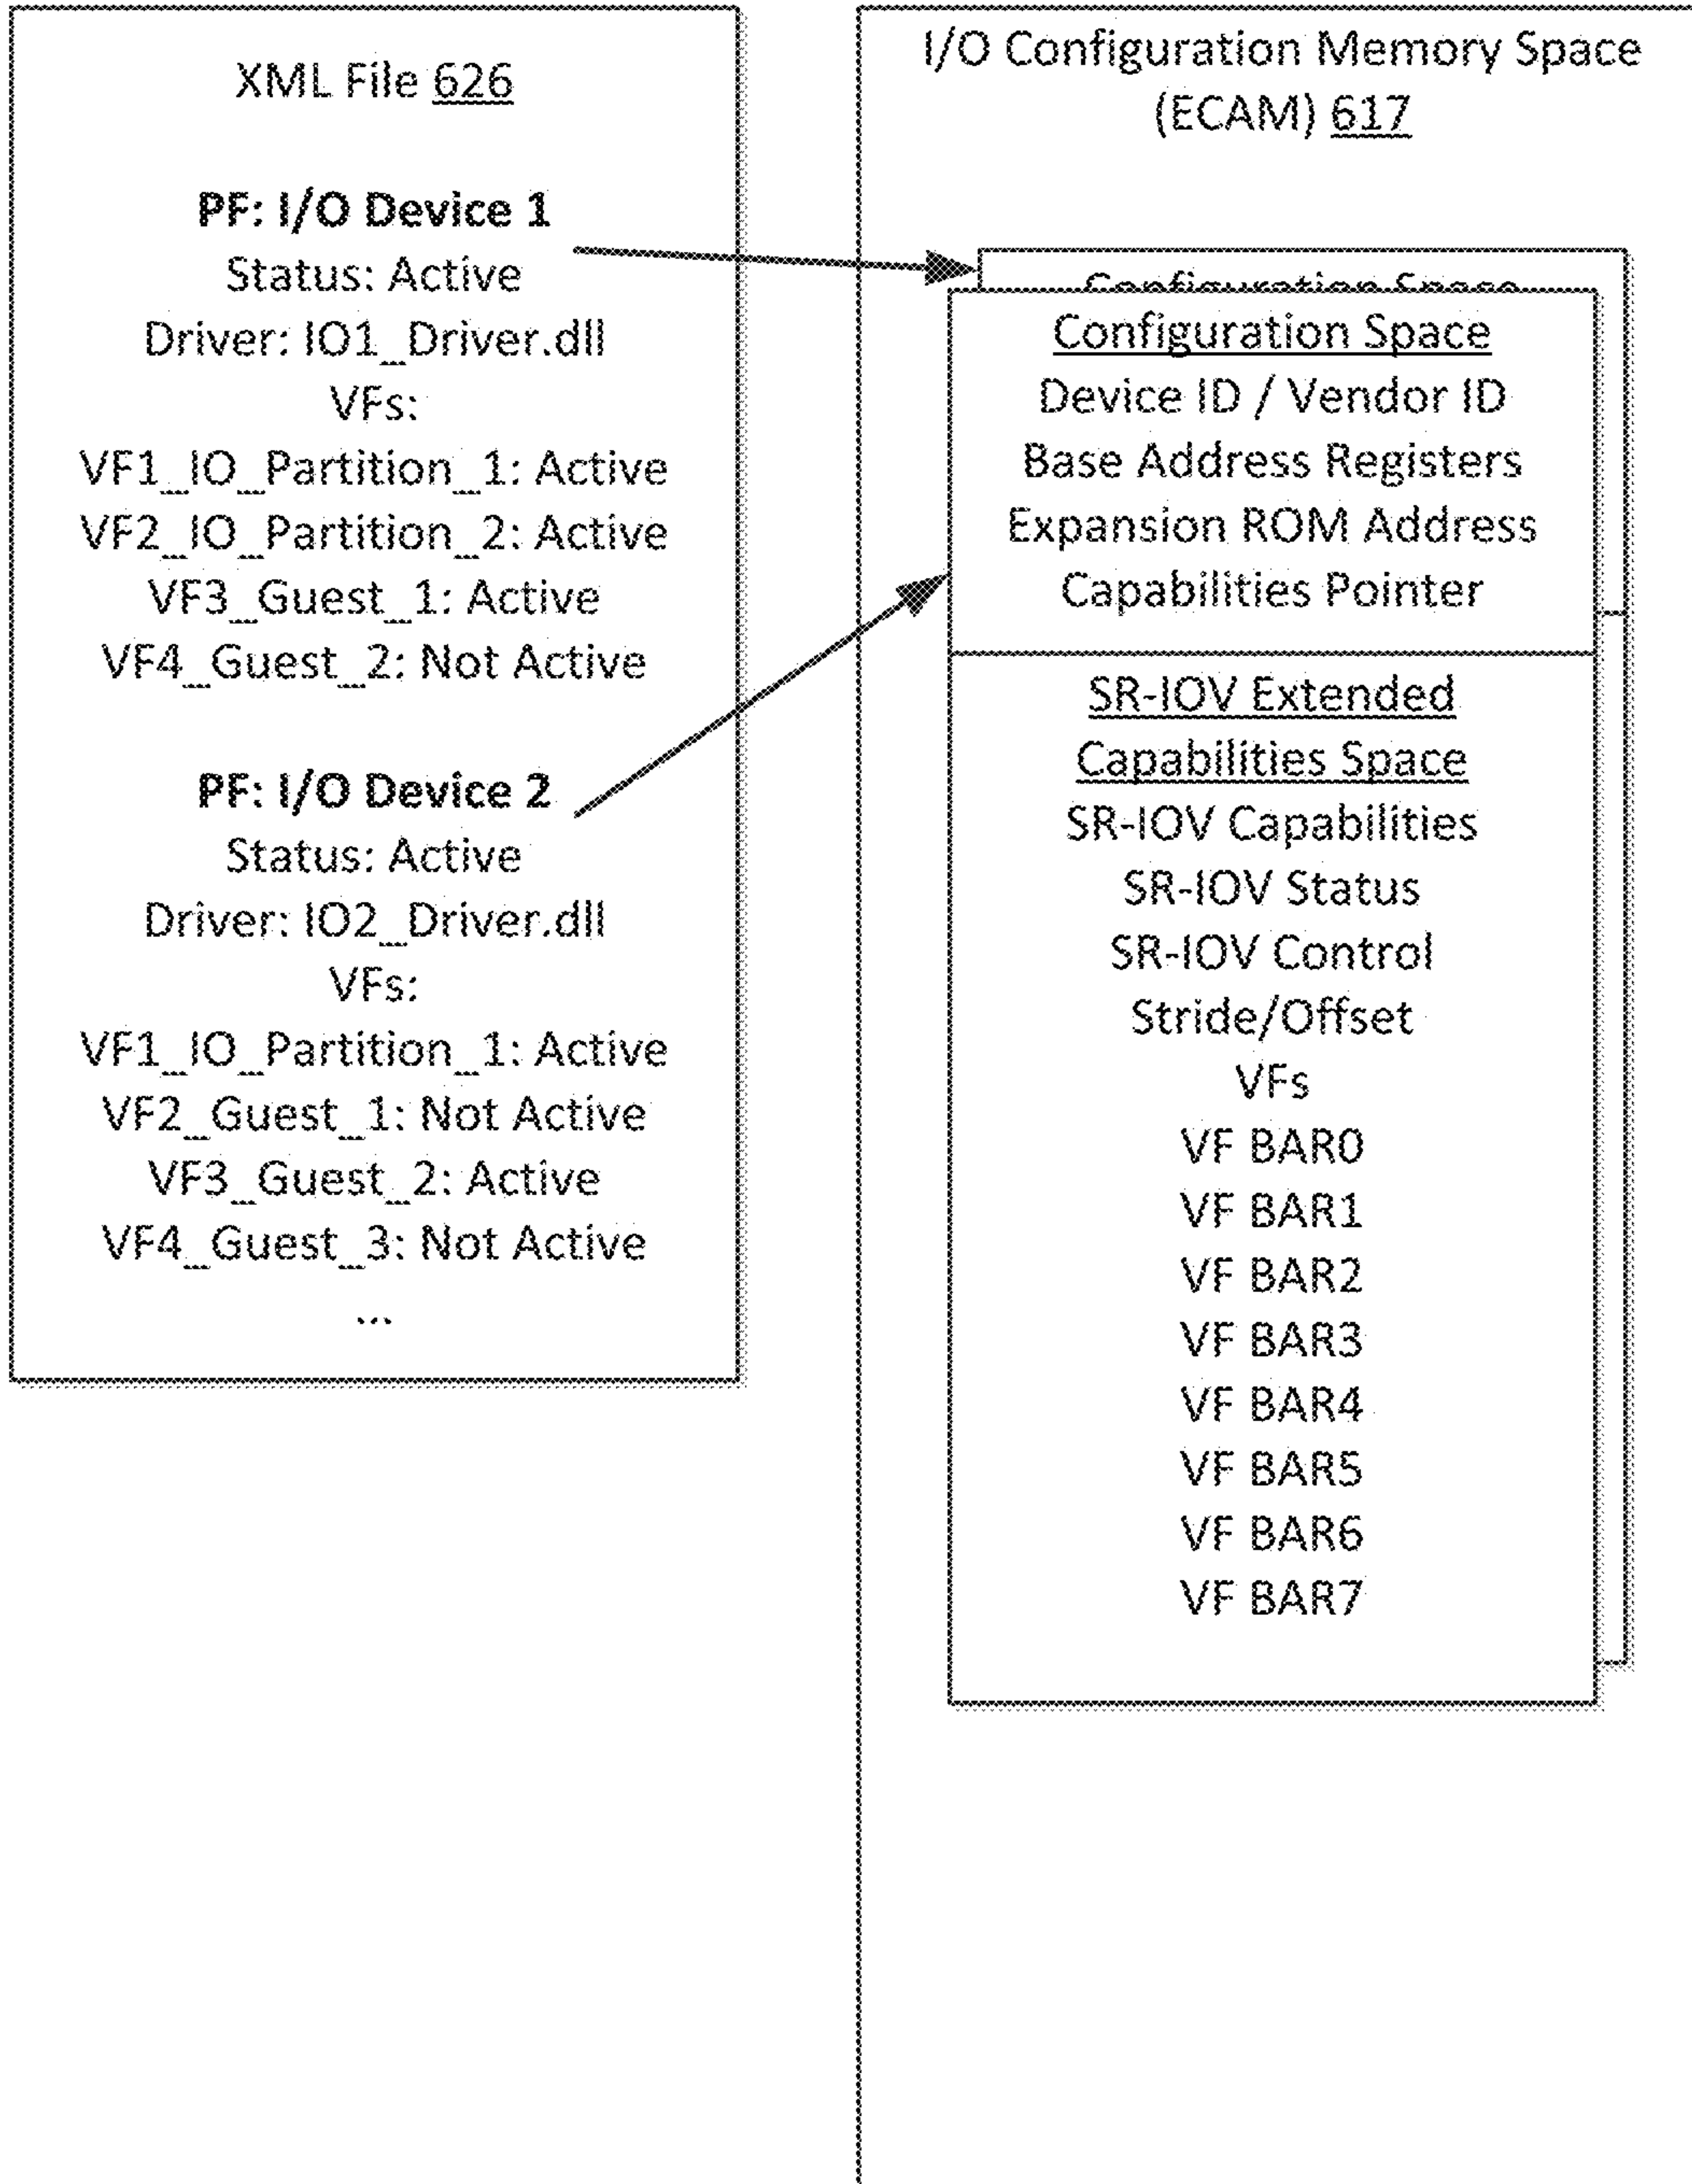 XML File 626
PF: I/O Device 1
Status: Active
Driver: IO1_Driver.dll
VFs:
VF1_IO_Partition_1: Active
VF2_IO_Partition_2: Active
VF3_Guest_1: Active
VF4_Guest_2: Not Active
PF: I/O Device 2
Status: Active
Driver: IO2_Driver.dll
VFs:
VF1_IO_Partition_1: Active
VF2_Guest_1: Not Active
VF3_Guest_2: Active
VF4_Guest_3: Not Active
...
I/O Configuration Memory Space
(ECAM) 617
Configuration Space
Configuration Space
Device ID / Vendor ID
Base Address Registers
Expansion ROM Address
Capabilities Pointer
SR-IOV Extended
Capabilities Space
SR-IOV Capabilities
SR-IOV Status
SR-IOV Control
Stride/Offset
VFs
VF BAR0
VF BAR1
VF BAR2
VF BAR3
VF BAR4
VF BAR5
VF BAR6
VF BAR7